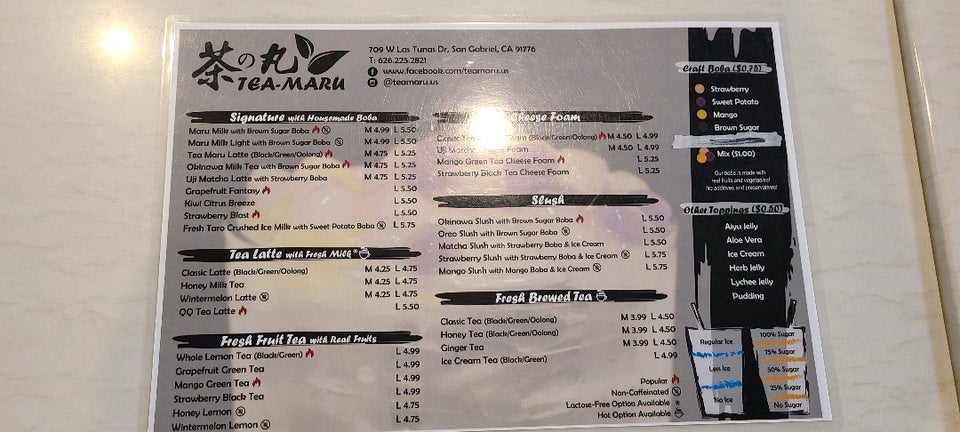 茶の丸
TEA-MARU
709 W Las Tunas Dr, San Gabriel, CA 91776
T: 626.225.2821
www.facebook.com/teamaru.us
@teamaru.us
Signature with Housemade Boba
Maru Milk with Brown Sugar Boba M 4.99 L 5.50
Maru Milk Light with Brown Sugar Boba M 4.99 L 5.50
Tea Maru Latte (Black/Green/Oolong) M 4.75 L 5.25
Okinawa Milk Tea with Brown Sugar Boba M 4.75 L 5.25
Uji Matcha Latte with Strawberry Boba M 4.75 L 5.25
Grapefruit Fantasy L 5.50
Kiwi Citrus Breeze L 5.50
Strawberry Blast L 5.50
Fresh Taro Crushed Ice Milk with Sweet Potato Boba L 5.75
Tea Latte with Fresh Milk*
Classic Latte (Black/Green/Oolong) M 4.25 L 4.75
Honey Milk Tea M 4.25 L 4.75
Wintermelon Latte M 4.25 L 4.75
QQ Tea Latte L 5.50
Fresh Fruit Tea with Real Fruits
Whole Lemon Tea (Black/Green) L 4.99
Grapefruit Green Tea L 4.99
Mango Green Tea L 4.99
Strawberry Black Tea L 4.99
Honey Lemon L 4.75
Wintermelon Lemon L 4.75
Cheese Foam
Classic Foam (Black/Green/Oolong) M 4.50 L 4.99
Uji Matcha Foam M 4.50 L 4.99
Mango Green Tea Cheese Foam L 5.25
Strawberry Black Tea Cheese Foam L 5.25
Slush
Okinawa Slush with Brown Sugar Boba L 5.50
Oreo Slush with Brown Sugar Boba L 5.50
Matcha Slush with Strawberry Boba & Ice Cream L 5.75
Strawberry Slush with Strawberry Boba & Ice Cream L 5.75
Mango Slush with Mango Boba & Ice Cream L 5.75
Fresh Brewed Tea
Classic Tea (Black/Green/Oolong) M 3.99 L 4.50
Honey Tea (Black/Green/Oolong) M 3.99 L 4.50
Ginger Tea M 3.99 L 4.50
Ice Cream Tea (Black/Green) L 4.99
Popular
Non-Caffeinated
Lactose-Free Option Available *
Hot Option Available
Craft Boba ($0.75)
Strawberry
Sweet Potato
Mango
Brown Sugar
Mix ($1.00)
Our boba is made with
real fruits and vegetables!
No additives and preservatives!
Other Toppings ($0.50)
Aiyu Jelly
Aloe Vera
Ice Cream
Herb Jelly
Lychee Jelly
Pudding
Regular Ice
Less Ice
No Ice
100% Sugar
75% Sugar
50% Sugar
25% Sugar
No Sugar